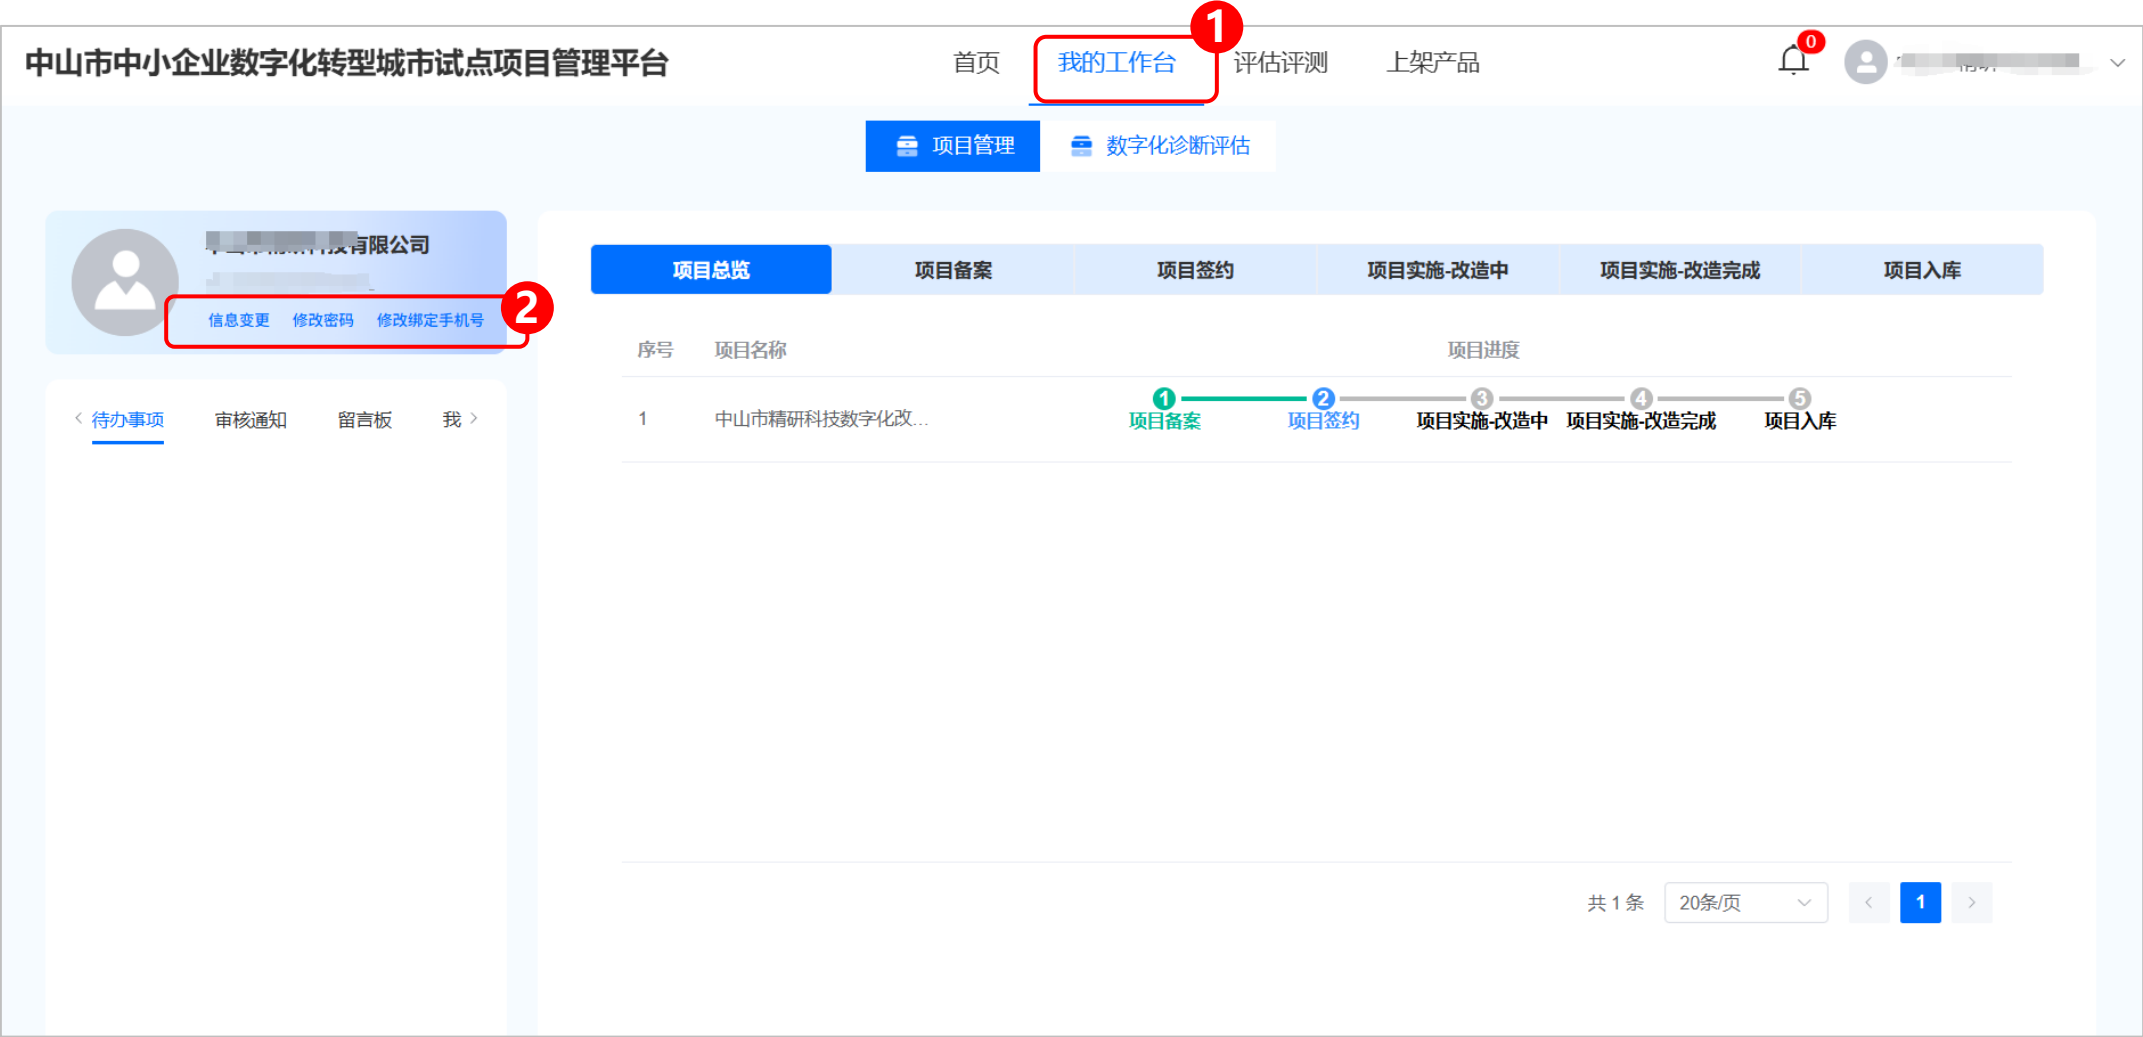 中山市中小企业数字化转型城市试点项目管理平台
首页 我的工作台 评估评测 上架产品
1
0
项目管理 数字化诊断评估
有限公司
信息变更 修改密码 修改绑定手机号
2
待办事项 审核通知 留言板 我
项目总览 项目备案 项目签约 项目实施-改造中 项目实施-改造完成 项目入库
序号 项目名称 项目进度
1 2 3 4 5
1 中山市精研科技数字化改... 项目备案 项目签约 项目实施-改造中 项目实施-改造完成 项目入库
共 1 条 20条/页 1